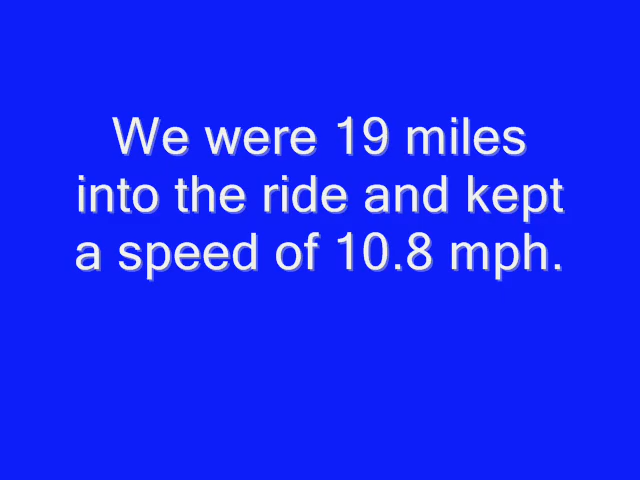 We were 19 miles
into the ride and kept
a speed of 10.8 mph.